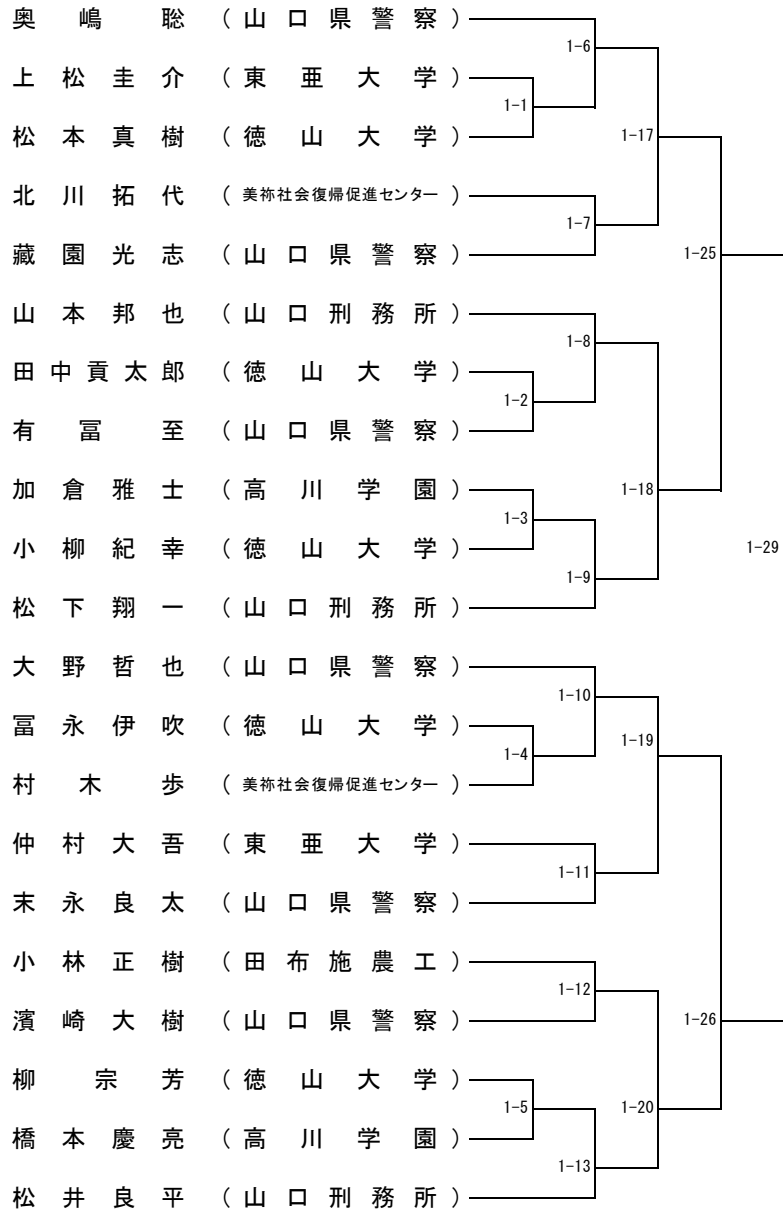 奥嶋聡（山口県警察）
1-6
上松圭介（東亜大学）
1-1
松本真樹（徳山大学）
1-17
北川拓代（美祢社会復帰促進センター）
1-7
藏園光志（山口県警察）
1-25
山本邦也（山口刑務所）
1-8
田中貢太郎（徳山大学）
1-2
有冨至（山口県警察）
加倉雅士（高川学園）
1-18
1-3
小柳紀幸（徳山大学）
1-29
1-9
松下翔一（山口刑務所）
大野哲也（山口県警察）
1-10
冨永伊吹（徳山大学）
1-19
1-4
村木歩（美祢社会復帰促進センター）
仲村大吾（東亜大学）
1-11
末永良太（山口県警察）
小林正樹（田布施農工）
1-12
濱崎大樹（山口県警察）
1-26
柳宗芳（徳山大学）
1-5
1-20
橋本慶亮（高川学園）
1-13
松井良平（山口刑務所）